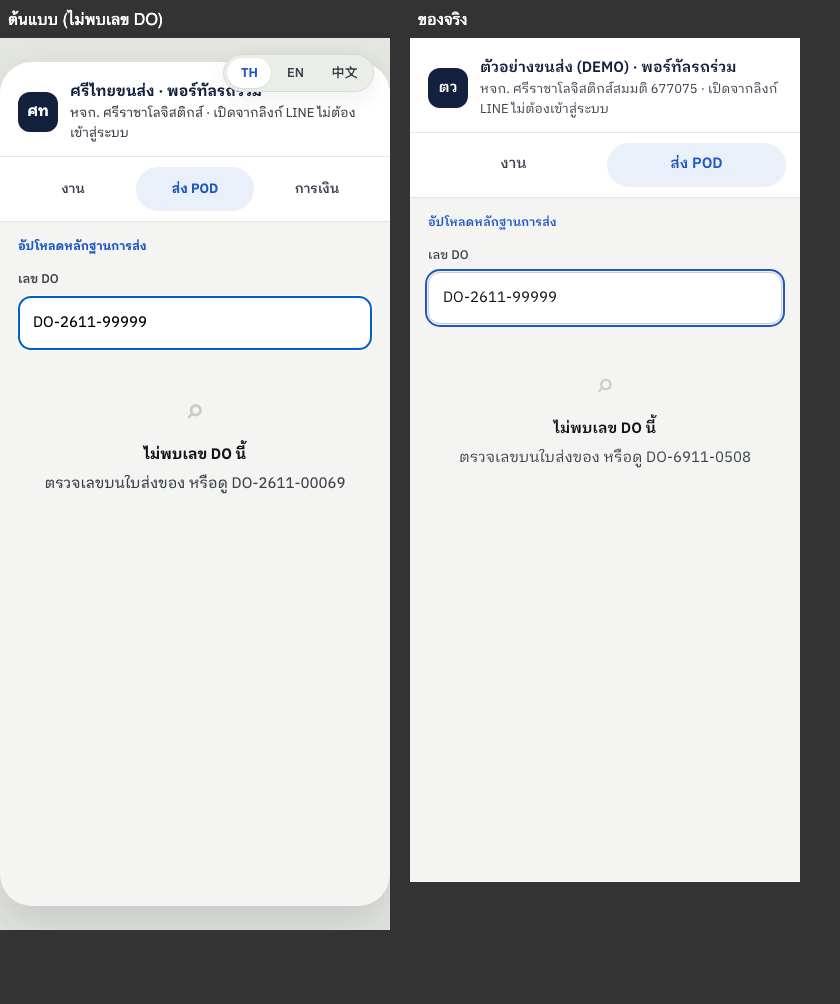 ต้นแบบ (ไม่พบเลข DO)
TH EN 中文
ศท
ศรีไทยขนส่ง · พอร์ทัลรถร่วม
หจก. ศรีราชาโลจิสติกส์ · เปิดจากลิงก์ LINE ไม่ต้อง
เข้าสู่ระบบ
งาน ส่ง POD การเงิน
อัปโหลดหลักฐานการส่ง
เลข DO
DO-2611-99999
ไม่พบเลข DO นี้
ตรวจเลขบนใบส่งของ หรือดู DO-2611-00069
ของจริง
ตว
ตัวอย่างขนส่ง (DEMO) · พอร์ทัลรถร่วม
หจก. ศรีราชาโลจิสติกส์สมมติ 677075 · เปิดจากลิงก์
LINE ไม่ต้องเข้าสู่ระบบ
งาน ส่ง POD
อัปโหลดหลักฐานการส่ง
เลข DO
DO-2611-99999
ไม่พบเลข DO นี้
ตรวจเลขบนใบส่งของ หรือดู DO-6911-0508